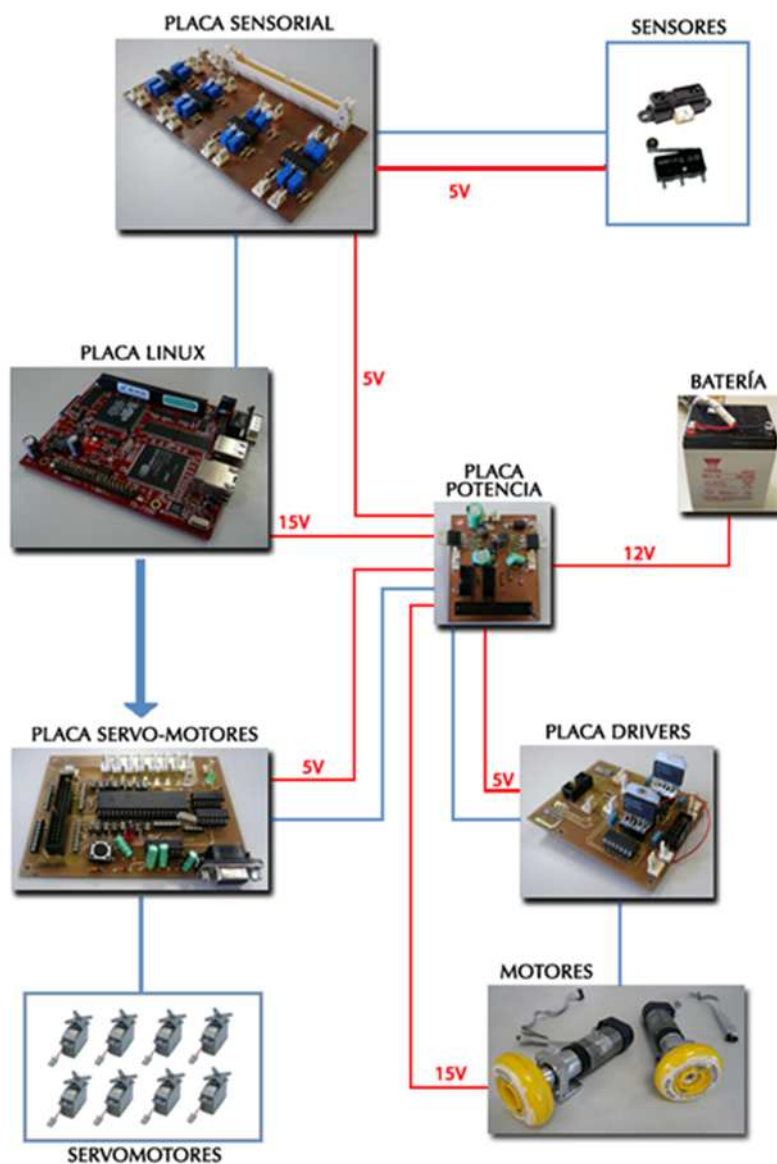 PLACA SENSORIAL
SENSORES
5V
PLACA LINUX
5V
BATERÍA
PLACA
POTENCIA
15V
12V
PLACA SERVO-MOTORES
PLACA DRIVERS
5V
5V
MOTORES
15V
SERVOMOTORES